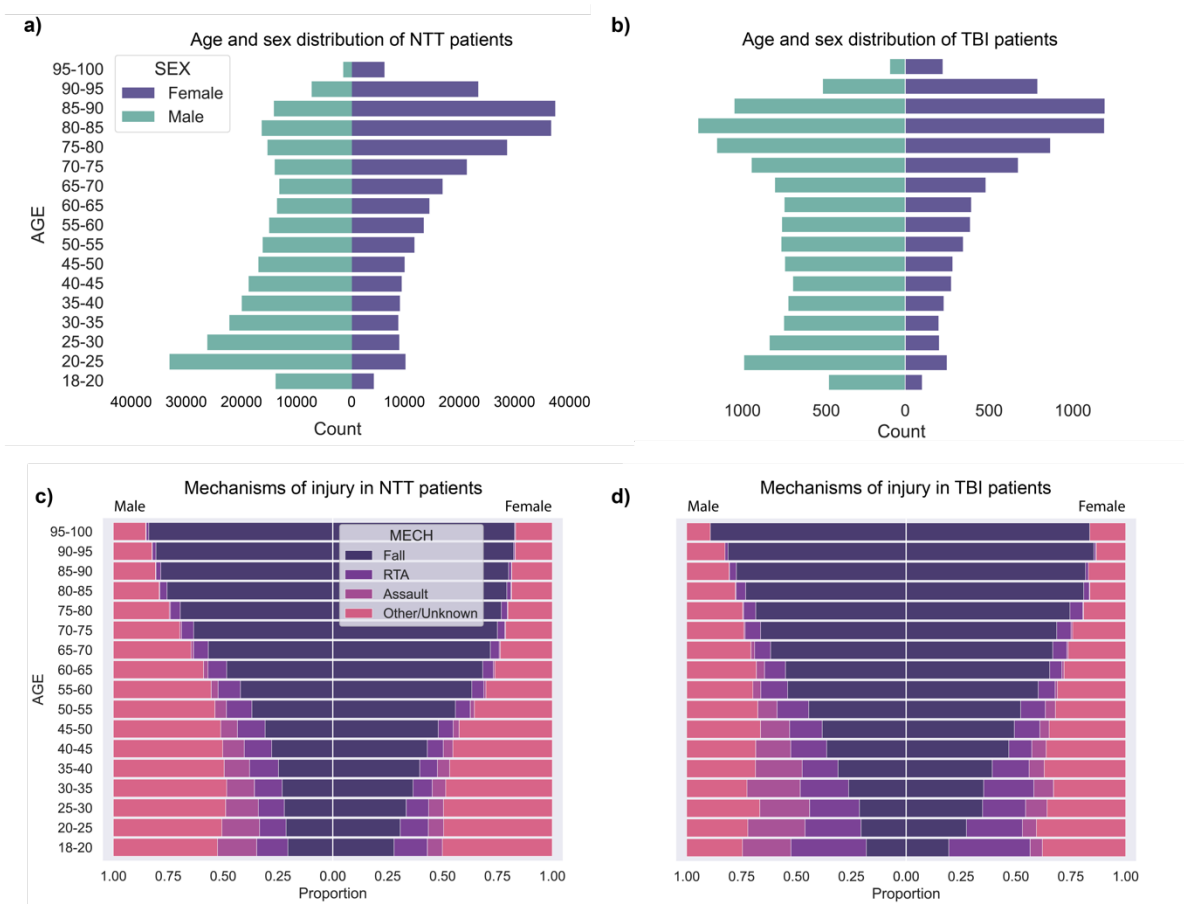 a)
Age and sex distribution of NTT patients
SEX
Female
Male
AGE
95-100
90-95
85-90
80-85
75-80
70-75
65-70
60-65
55-60
50-55
45-50
40-45
35-40
30-35
25-30
20-25
18-20
40000 30000 20000 10000 0 10000 20000 30000 40000
Count
b)
Age and sex distribution of TBI patients
1000 500 0 500 1000
Count
c)
Mechanisms of injury in NTT patients
Male Female
MECH
Fall
RTA
Assault
Other/Unknown
AGE
95-100
90-95
85-90
80-85
75-80
70-75
65-70
60-65
55-60
50-55
45-50
40-45
35-40
30-35
25-30
20-25
18-20
1.00 0.75 0.50 0.25 0.00 0.25 0.50 0.75 1.00
Proportion
d)
Mechanisms of injury in TBI patients
Male Female
1.00 0.75 0.50 0.25 0.00 0.25 0.50 0.75 1.00
Proportion